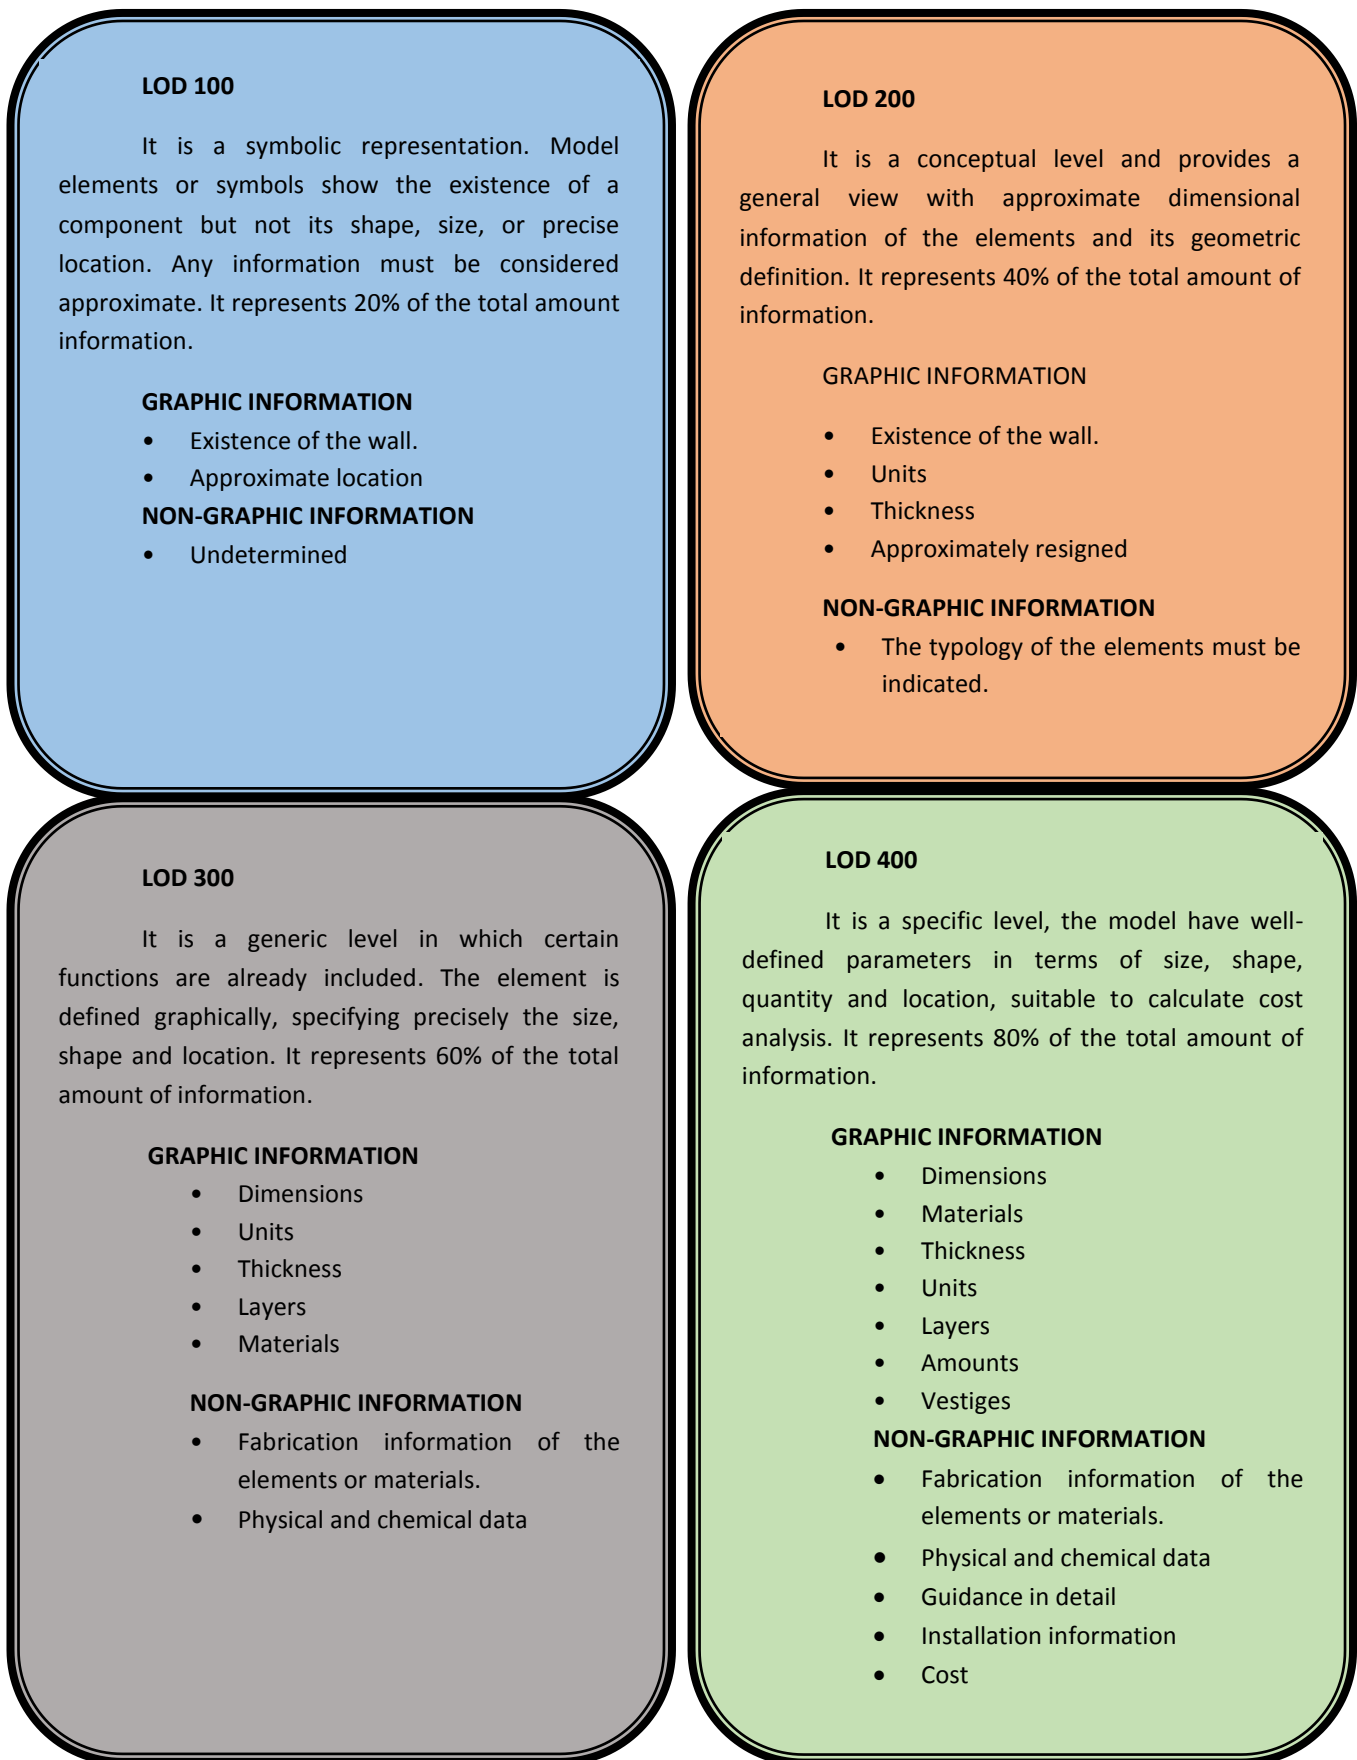 LOD 100
It is a symbolic representation. Model
elements or symbols show the existence of a
component but not its shape, size, or precise
location. Any information must be considered
approximate. It represents 20% of the total amount
information.
GRAPHIC INFORMATION
• Existence of the wall.
• Approximate location
NON-GRAPHIC INFORMATION
• Undetermined
LOD 200
It is a conceptual level and provides a
general view with approximate dimensional
information of the elements and its geometric
definition. It represents 40% of the total amount of
information.
GRAPHIC INFORMATION
• Existence of the wall.
• Units
• Thickness
• Approximately resigned
NON-GRAPHIC INFORMATION
• The typology of the elements must be
indicated.
LOD 300
It is a generic level in which certain
functions are already included. The element is
defined graphically, specifying precisely the size,
shape and location. It represents 60% of the total
amount of information.
GRAPHIC INFORMATION
• Dimensions
• Units
• Thickness
• Layers
• Materials
NON-GRAPHIC INFORMATION
• Fabrication information of the
elements or materials.
• Physical and chemical data
LOD 400
It is a specific level, the model have well-
defined parameters in terms of size, shape,
quantity and location, suitable to calculate cost
analysis. It represents 80% of the total amount of
information.
GRAPHIC INFORMATION
• Dimensions
• Materials
• Thickness
• Units
• Layers
• Amounts
• Vestiges
NON-GRAPHIC INFORMATION
• Fabrication information of the
elements or materials.
• Physical and chemical data
• Guidance in detail
• Installation information
• Cost